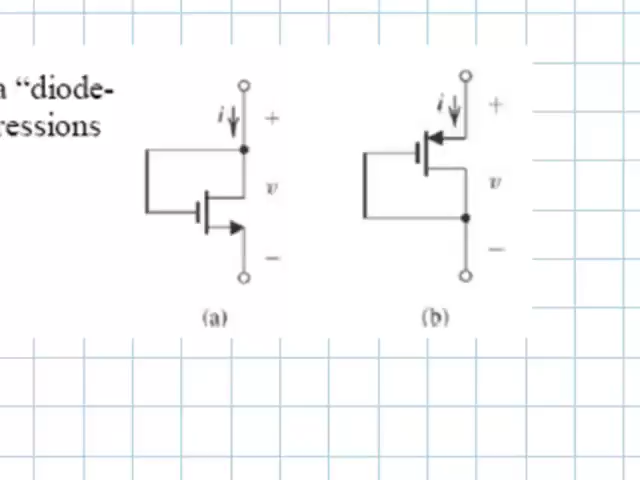 a “diode-
ressions
i
+
v
−
(a)
i
+
v
−
(b)